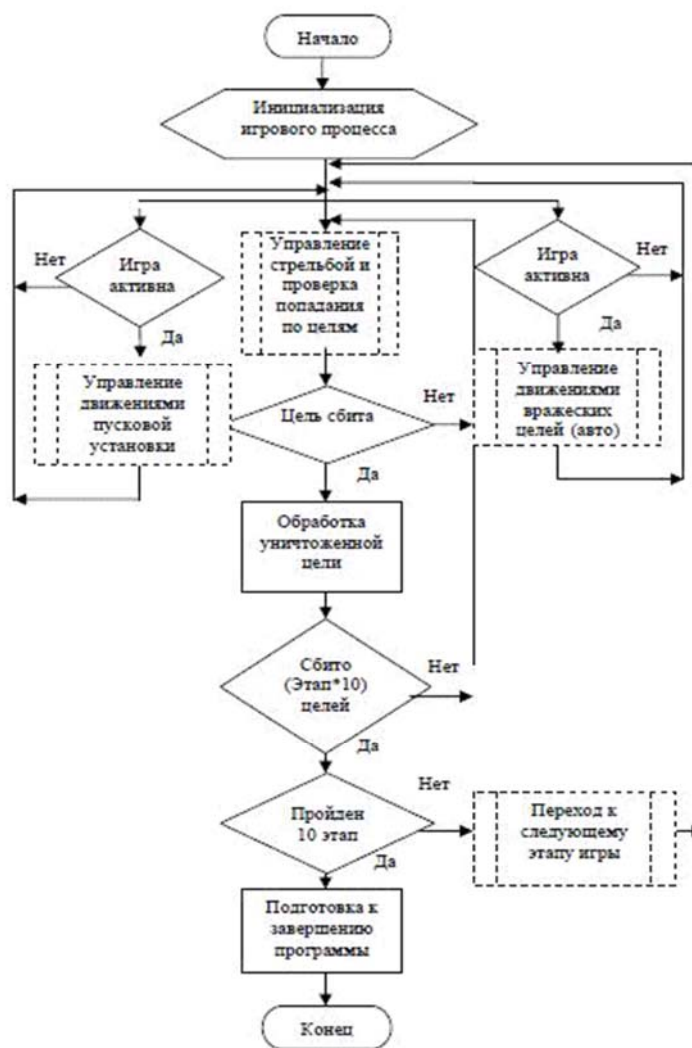 Начало
Инициализация
игрового процесса
Нет
Игра
активна
Да
Управление
стрельбой и
проверка
попадания
по целям
Игра
активна
Нет
Да
Управление
движениями
пусковой
установки
Цель сбита
Нет
Да
Управление
движениями
вражеских
целей (авто)
Обработка
уничтоженной
цели
Сбито
(Этап*10)
целей
Нет
Да
Пройден
10 этап
Нет
Да
Переход к
следующему
этапу игры
Подготовка к
завершению
программы
Конец